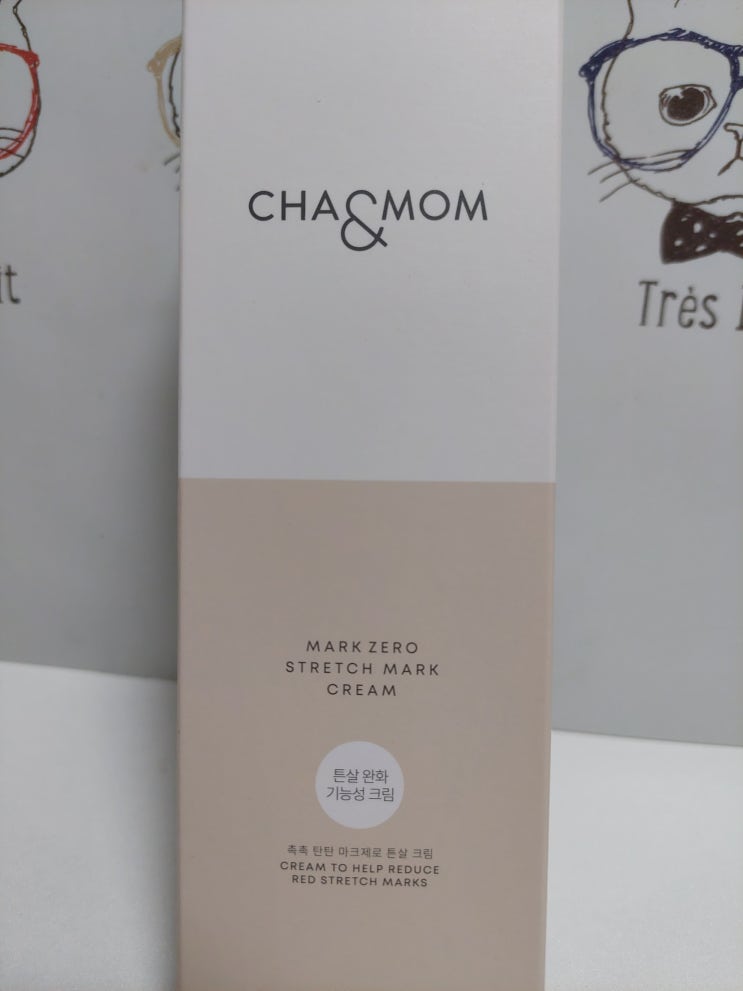 CHA&MOM
Très
MARK ZERO
STRETCH MARK
CREAM
튼살 완화
기능성 크림
촉촉 탄탄 마크제로 튼살 크림
CREAM TO HELP REDUCE
RED STRETCH MARKS